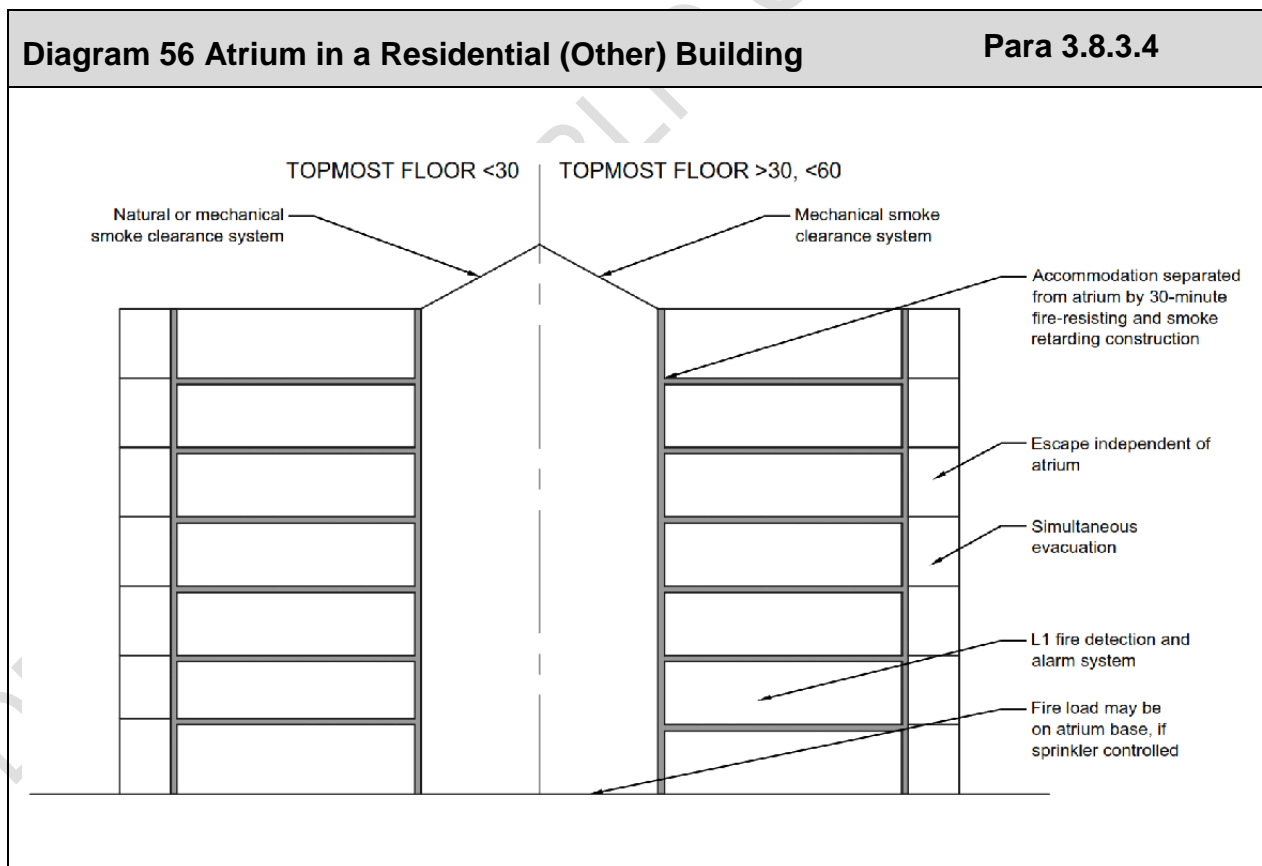 Diagram 56 Atrium in a Residential (Other) Building
Para 3.8.3.4
TOPMOST FLOOR <30
TOPMOST FLOOR >30, <60
Natural or mechanical
smoke clearance system
Mechanical smoke
clearance system
Accommodation separated
from atrium by 30-minute
fire-resisting and smoke
retarding construction
Escape independent of
atrium
Simultaneous
evacuation
L1 fire detection and
alarm system
Fire load may be
on atrium base, if
sprinkler controlled